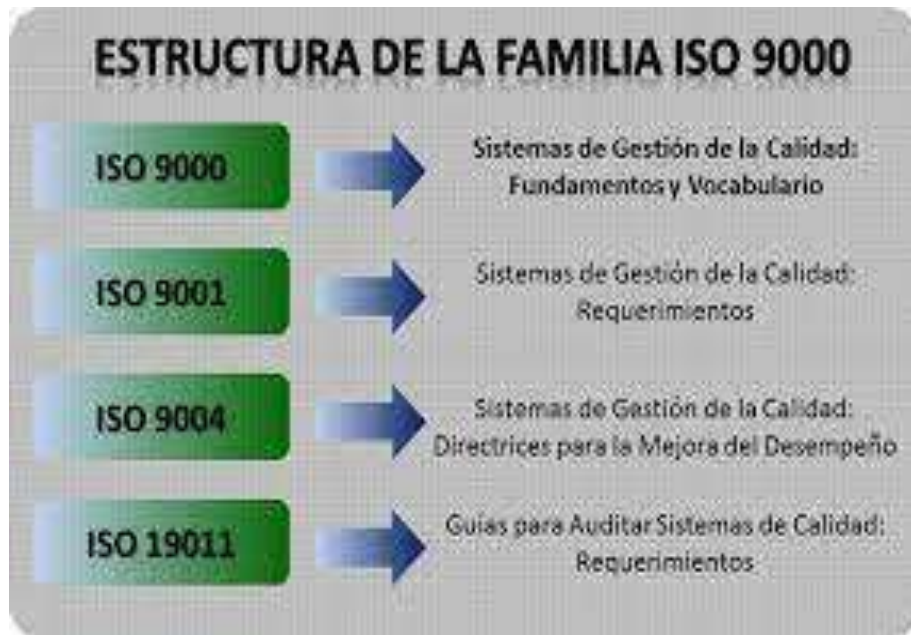 ESTRUCTURA DE LA FAMILIA ISO 9000
ISO 9000
Sistemas de Gestión de la Calidad:
Fundamentos y Vocabulario
ISO 9001
Sistemas de Gestión de la Calidad:
Requerimientos
ISO 9004
Sistemas de Gestión de la Calidad:
Directrices para la Mejora del Desempeño
ISO 19011
Guías para Auditar Sistemas de Calidad:
Requerimientos